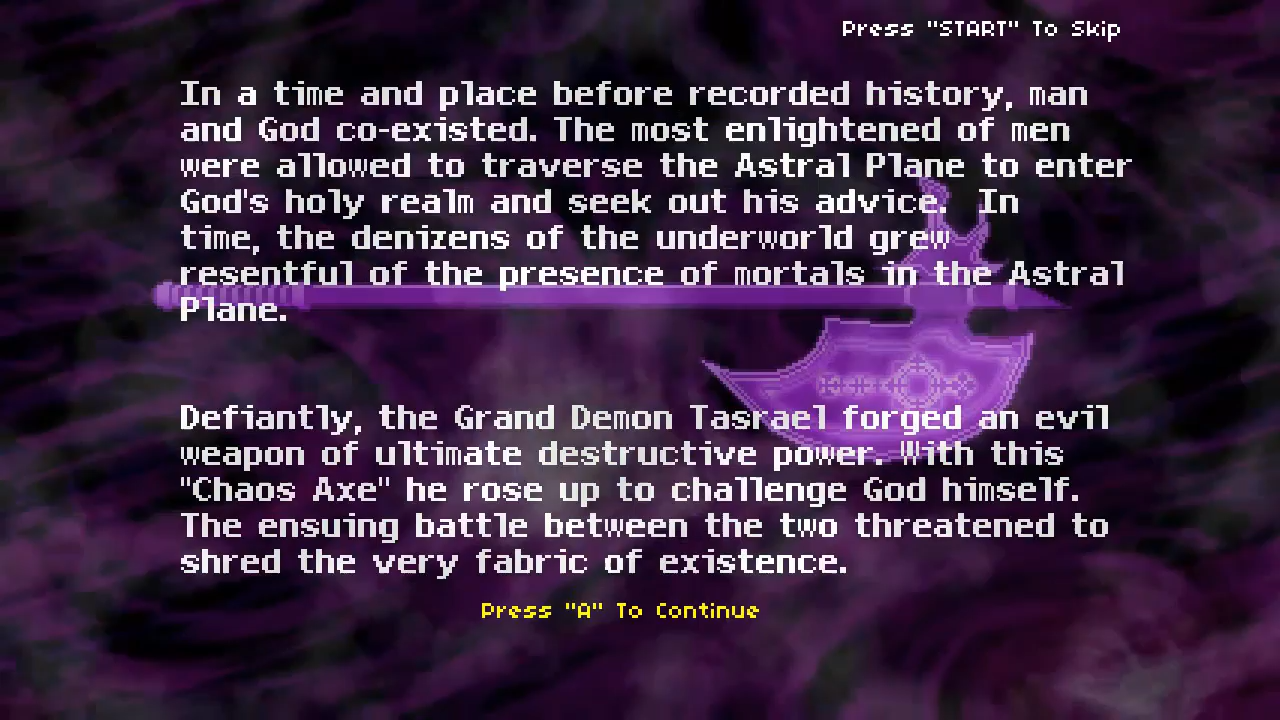 Press "START" To Skip
In a time and place before recorded history, man
and God co-existed. The most enlightened of men
were allowed to traverse the Astral Plane to enter
God's holy realm and seek out his advice.  In
time, the denizens of the underworld grew
resentful of the presence of mortals in the Astral
Plane.
Defiantly, the Grand Demon Tasrael forged an evil
weapon of ultimate destructive power. With this
"Chaos Axe" he rose up to challenge God himself.
The ensuing battle between the two threatened to
shred the very fabric of existence.
Press "A" To Continue